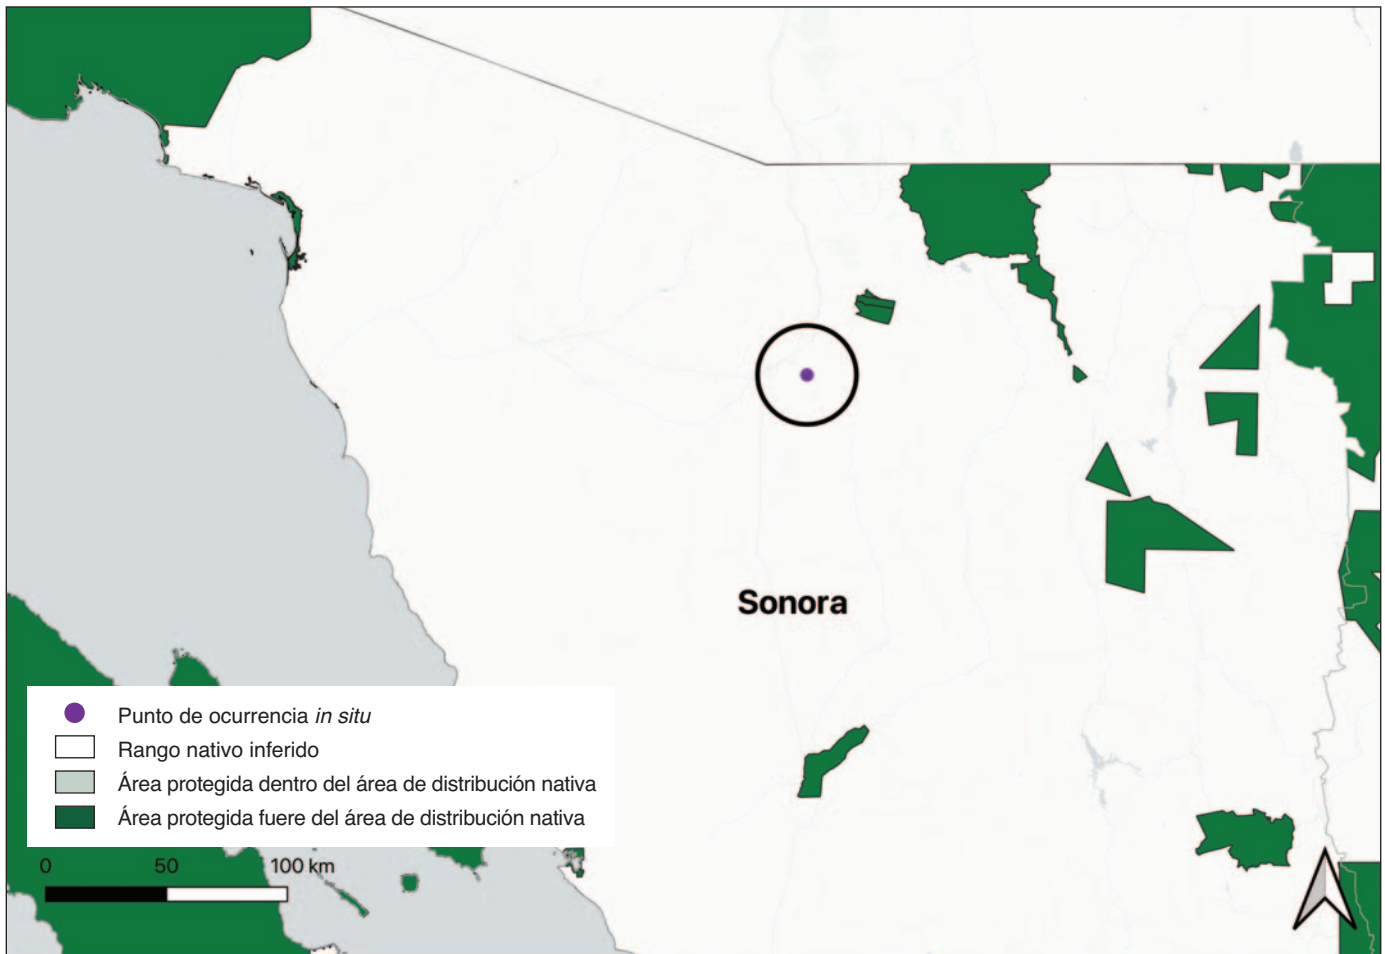 Sonora
Punto de ocurrencia in situ
Rango nativo inferido
Área protegida dentro del área de distribución nativa
Área protegida fuere del área de distribución nativa
0 50 100 km